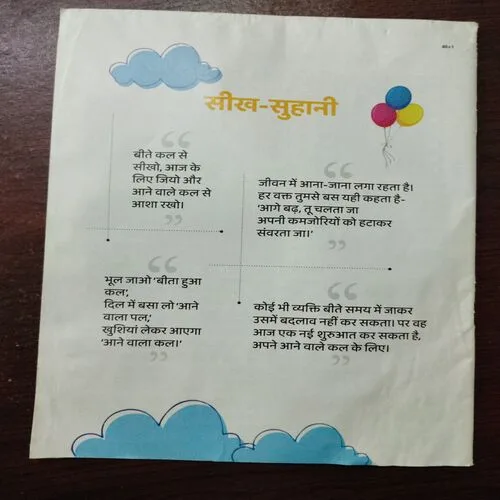 सीख-सुहानी
बीते कल से
सीखो, आज के
लिए जियो और
आने वाले कल से
आशा रखो।
जीवन में आना-जाना लगा रहता है।
हर वक्त तुमसे बस यही कहता है-
'आगे बढ़, तू चलता जा
अपनी कमजोरियों को हटाकर
संवरता जा।'
भूल जाओ 'बीता हुआ
कल',
दिल में बसा लो 'आने
वाला पल,'
खुशियां लेकर आएगा
'आने वाला कल।'
कोई भी व्यक्ति बीते समय में जाकर
उसमें बदलाव नहीं कर सकता। पर वह
आज एक नई शुरुआत कर सकता है,
अपने आने वाले कल के लिए।